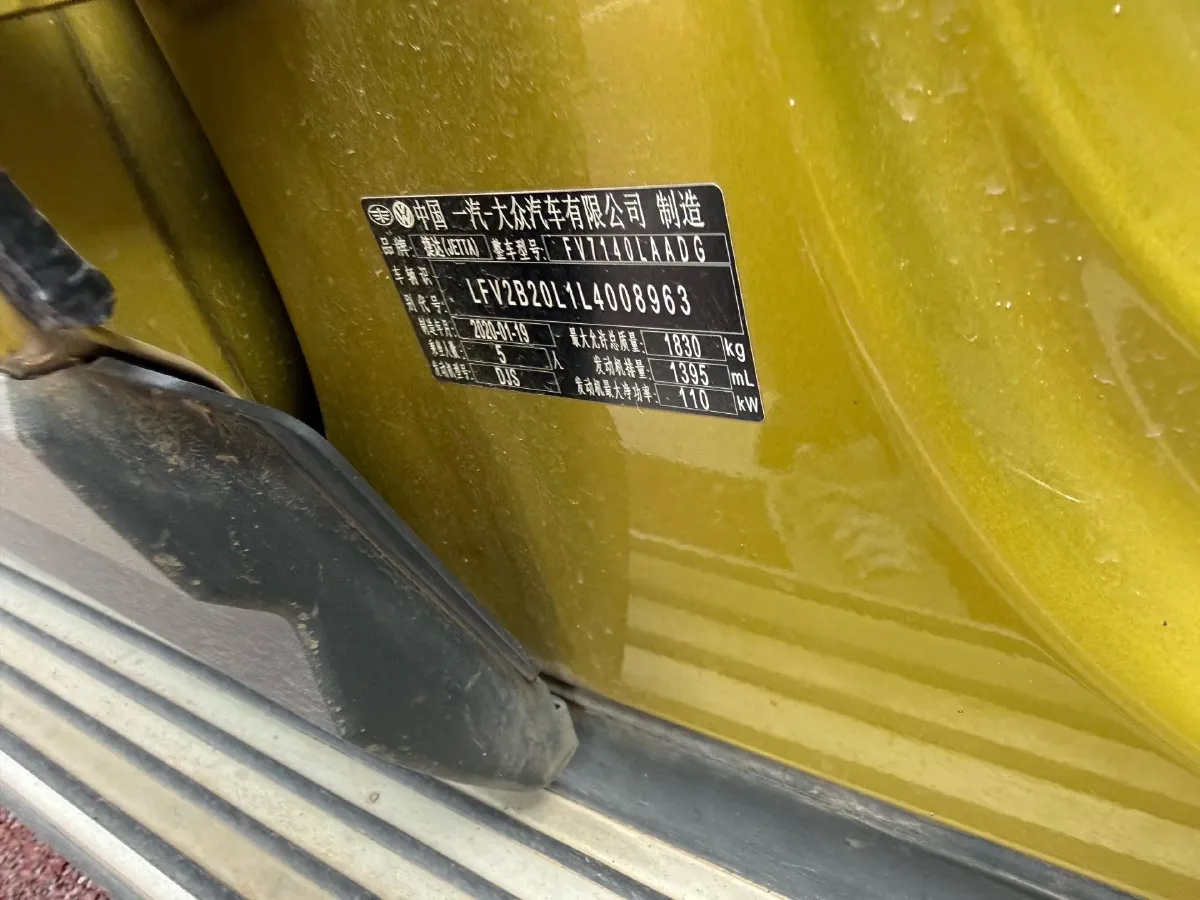 中国 一汽-大众汽车有限公司 制造
品牌: 捷达(JETTA) 整车型号: FV7140LAADG
车辆识别代号: LFV2B20L1L4008963
制造年月: 2020-01-19 最大允许总质量: 1830 kg
乘坐人数: 5 人 发动机排量: 1395 mL
发动机型号: DJS 发动机最大净功率: 110 kW